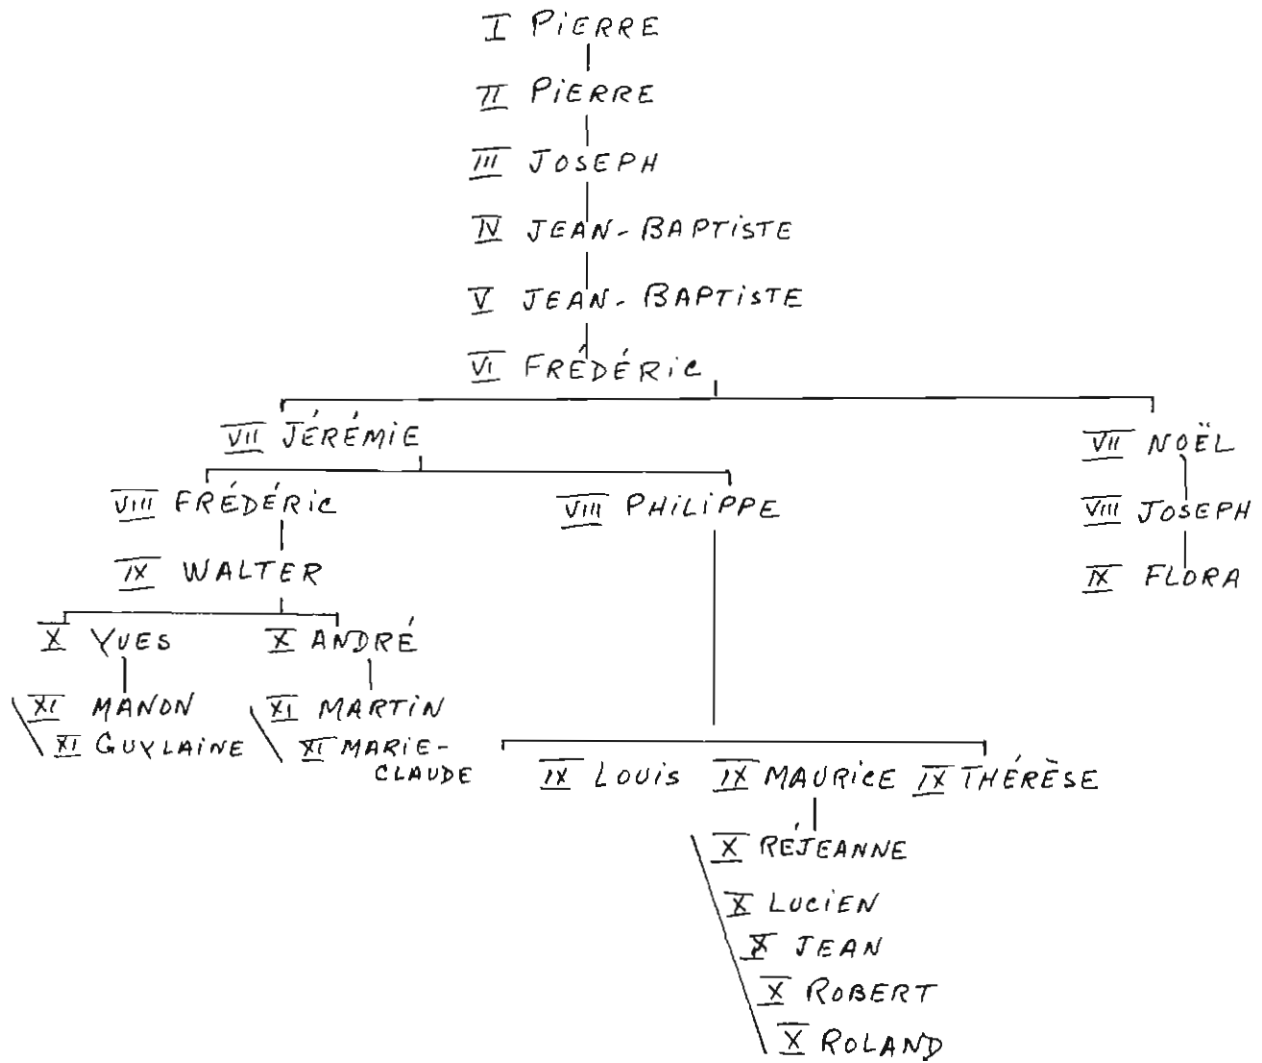 I PIERRE
II PIERRE
III JOSEPH
IV JEAN-BAPTISTE
V JEAN-BAPTISTE
VI FRÉDÉRIC
VII JÉRÉMIE VII NOËL
VIII FRÉDÉRIC VIII PHILIPPE VIII JOSEPH
IX WALTER IX FLORA
X YVES X ANDRÉ
XI MANON XI MARTIN
XI GUYLAINE XI MARIE-
CLAUDE
IX LOUIS IX MAURICE IX THÉRÈSE
X RÉJEANNE
X LUCIEN
X JEAN
X ROBERT
X ROLAND